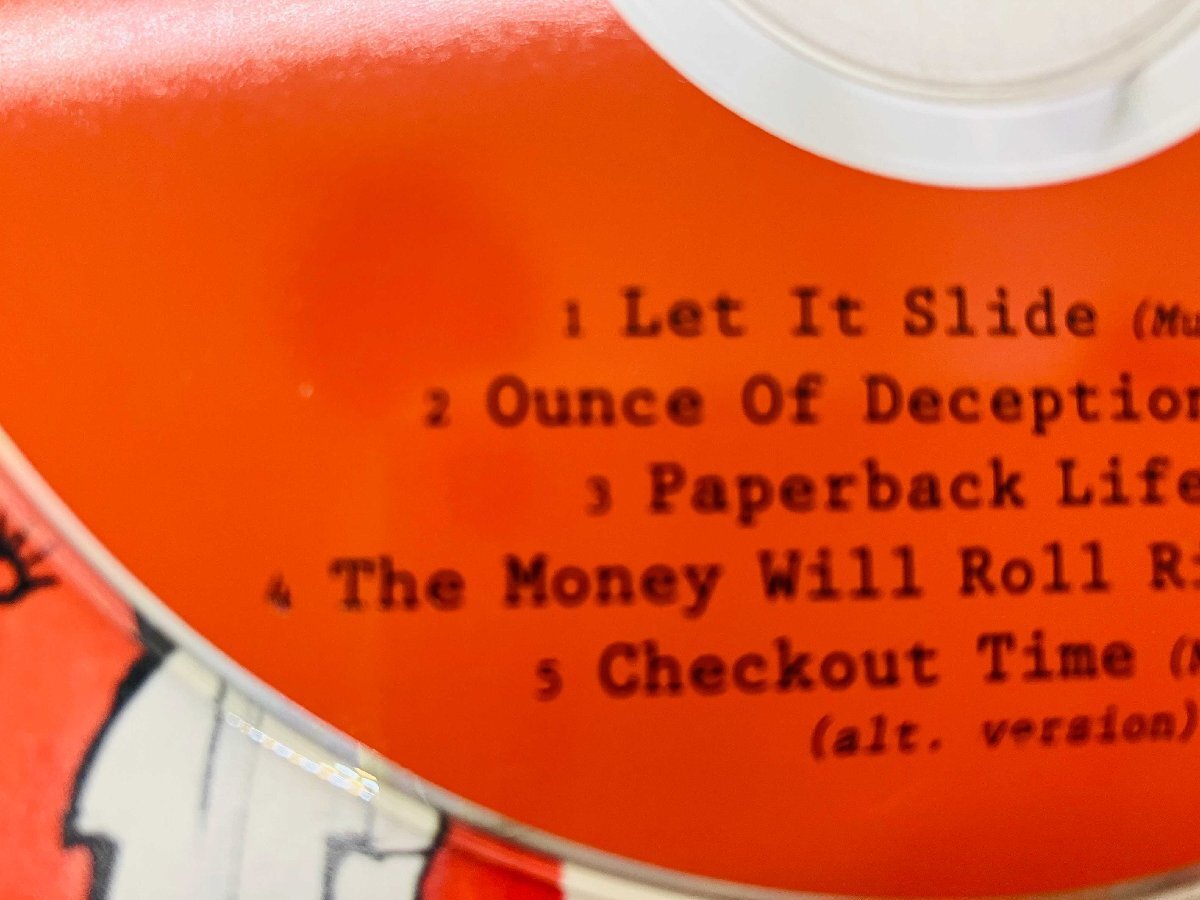 1 Let It Slide (Mu
2 Ounce Of Deception
3 Paperback Life
4 The Money Will Roll Ri
5 Checkout Time (M
(alt. version)